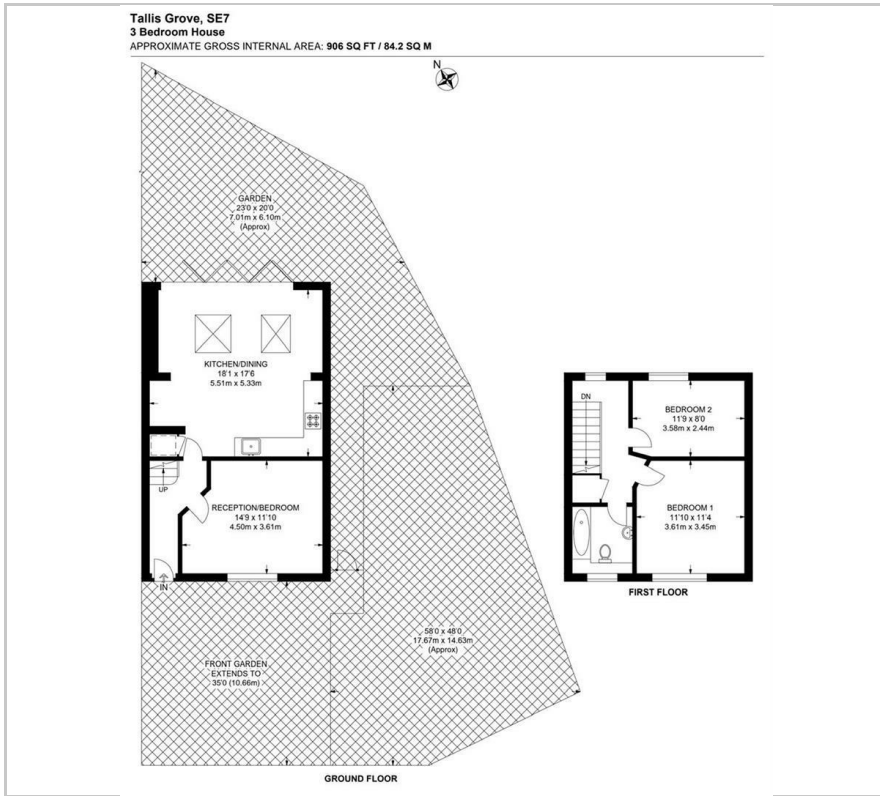 Tallis Grove, SE7
3 Bedroom House
APPROXIMATE GROSS INTERNAL AREA: 906 SQ FT / 84.2 SQ M
N
GARDEN
23'0 x 20'0
7.01m x 6.10m
(Approx)
KITCHEN/DINING
18'1 x 17'6
5.51m x 5.33m
UP
RECEPTION/BEDROOM
14'9 x 11'10
4.50m x 3.61m
IN
FRONT GARDEN
EXTENDS TO
35'0 (10.66m)
58'0 x 48'0
17.67m x 14.63m
(Approx)
GROUND FLOOR
DN
BEDROOM 2
11'9 x 8'0
3.58m x 2.44m
BEDROOM 1
11'10 x 11'4
3.61m x 3.45m
FIRST FLOOR